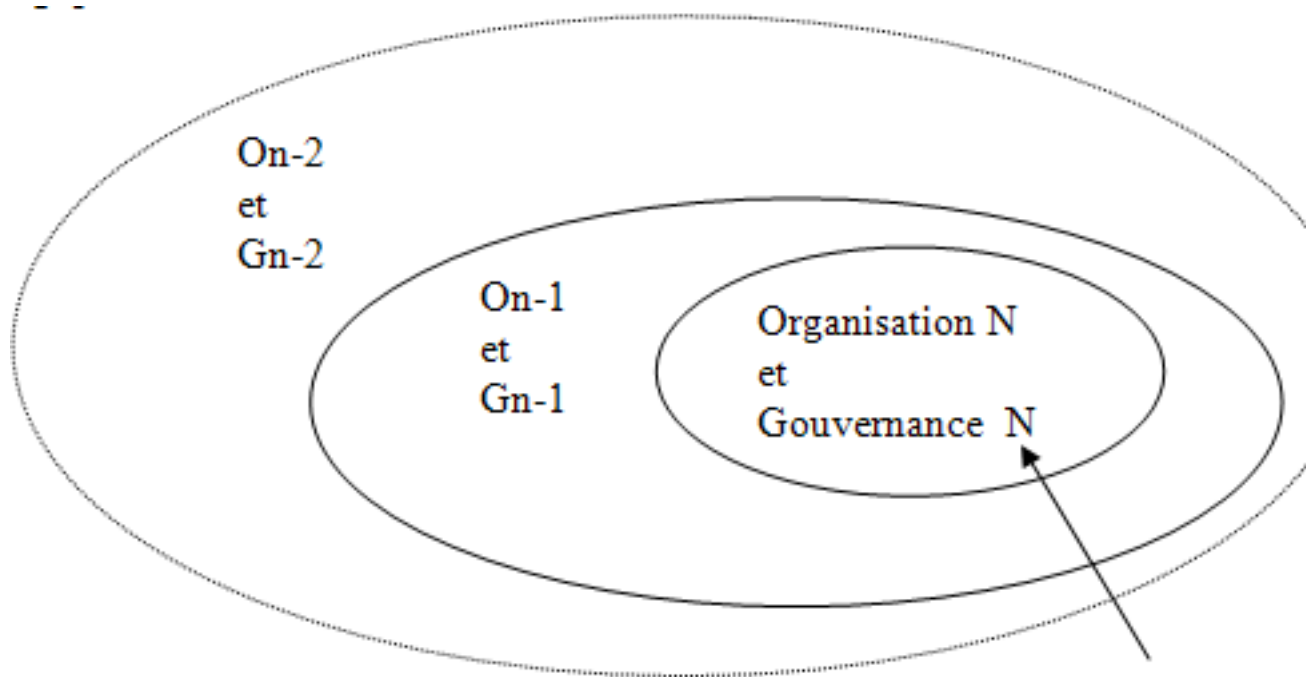 On-2
et
Gn-2
On-1
et
Gn-1
Organisation N
et
Gouvernance N